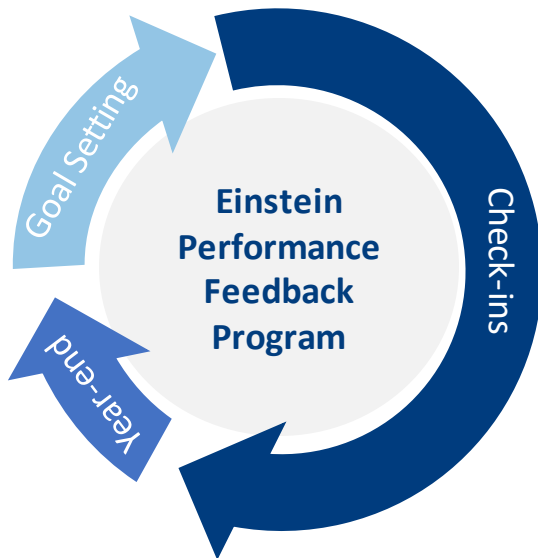 Goal Setting
Check-ins
Year-end
Einstein
Performance
Feedback
Program